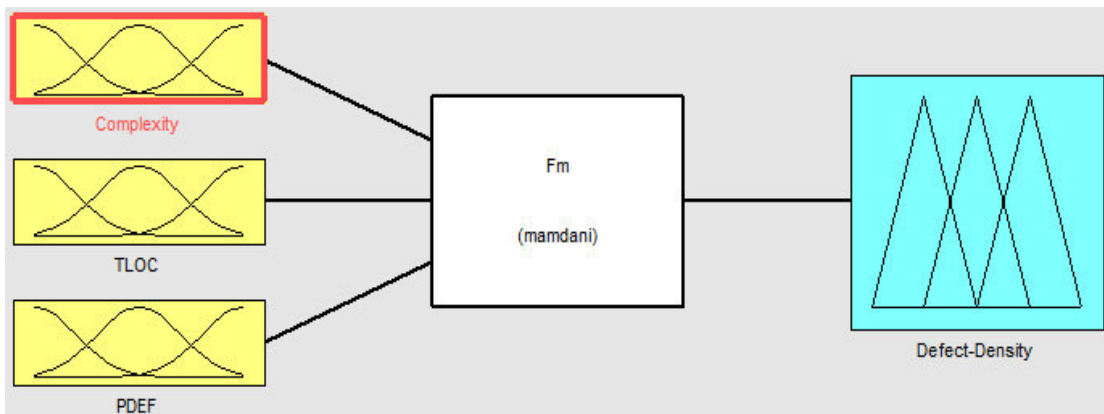 Complexity
TLOC
PDEF
Fm
(mamdani)
Defect-Density